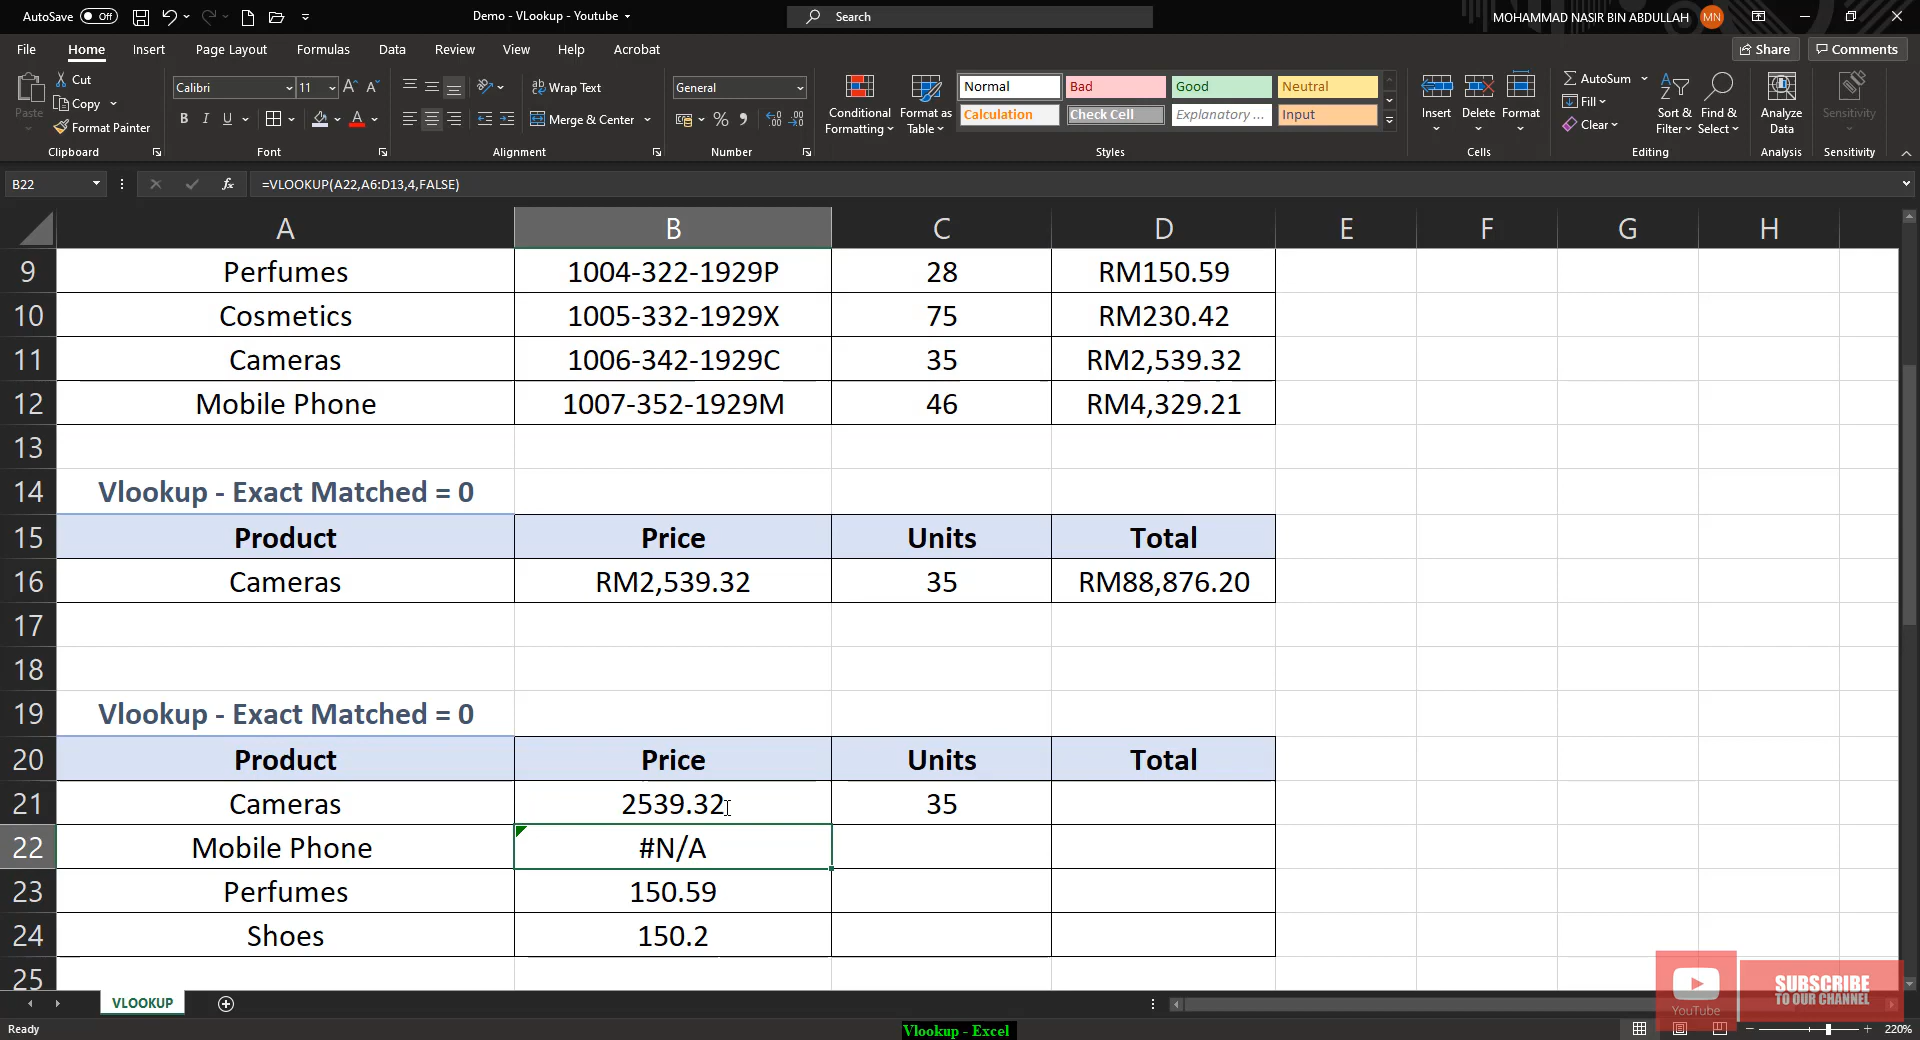 AutoSave Off Demo - VLookup - Youtube Search MOHAMMAD NASIR BIN ABDULLAH MN
File Home Insert Page Layout Formulas Data Review View Help Acrobat Share Comments
Paste Cut Copy Format Painter Clipboard
Calibri 11 Font
Wrap Text Merge & Center Alignment
General Number
Conditional Formatting Format as Table
Normal Bad Good Neutral
Calculation Check Cell Explanatory ... Input
Styles
Insert Delete Format Cells
AutoSum Fill Clear Sort & Filter Find & Select Editing
Analyze Data Analysis
Sensitivity Sensitivity
B22 fx =VLOOKUP(A22,A6:D13,4,FALSE)
A B C D E F G H
9 Perfumes 1004-322-1929P 28 RM150.59
10 Cosmetics 1005-332-1929X 75 RM230.42
11 Cameras 1006-342-1929C 35 RM2,539.32
12 Mobile Phone 1007-352-1929M 46 RM4,329.21
13
14 Vlookup - Exact Matched = 0
15 Product Price Units Total
16 Cameras RM2,539.32 35 RM88,876.20
17
18
19 Vlookup - Exact Matched = 0
20 Product Price Units Total
21 Cameras 2539.32 35
22 Mobile Phone #N/A
23 Perfumes 150.59
24 Shoes 150.2
25
VLOOKUP
YouTube
SUBSCRIBE
TO OUR CHANNEL
Ready Vlookup - Excel 220%